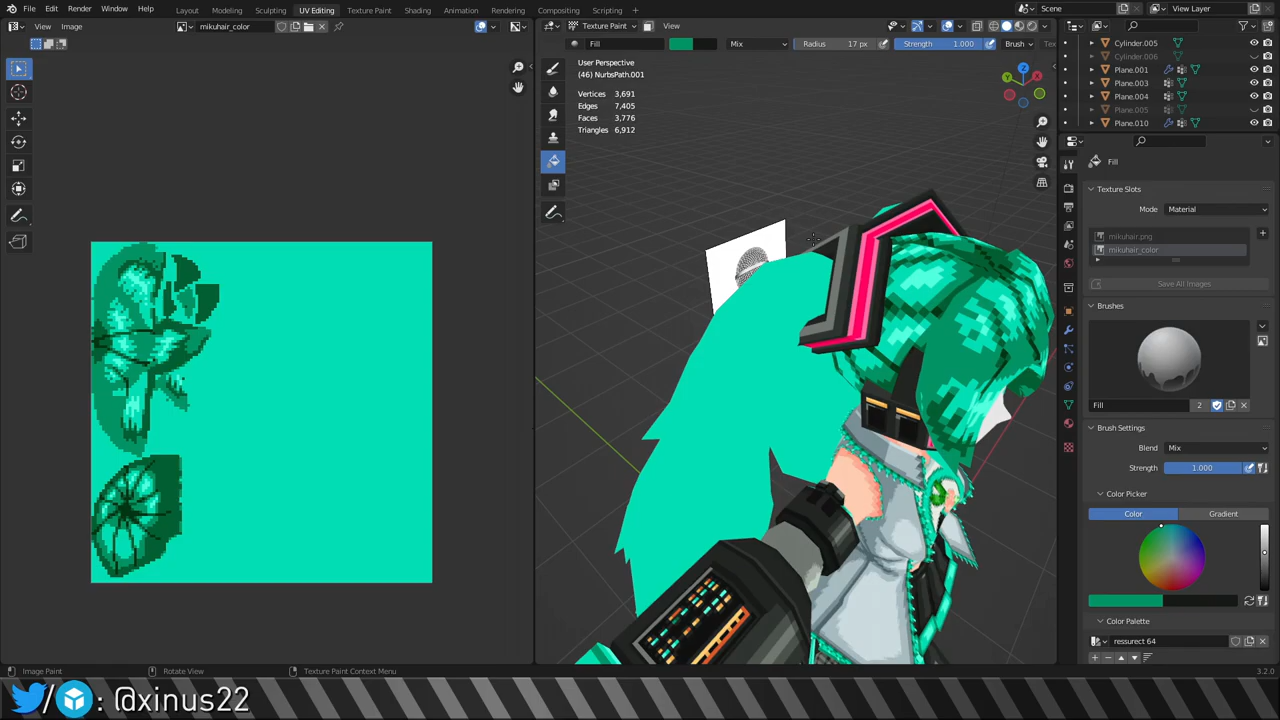 File Edit Render Window Help Layout Modeling Sculpting UV Editing Texture Paint Shading Animation Rendering Compositing Scripting + Scene View Layer
View Image mikuhair_color Texture Paint View
Fill Mix Radius 17 px Strength 1.000 Brush
User Perspective
(46) NurbsPath.001
Vertices 3,691
Edges 7,405
Faces 3,776
Triangles 6,912
X
Y
Z
Cylinder.005
Cylinder.006
Plane.001
Plane.003
Plane.004
Plane.005
Plane.010
Fill
Texture Slots
Mode Material
mikuhair.png
mikuhair_color
Save All Images
Brushes
Fill 2
Brush Settings
Blend Mix
Strength 1.000
Color Picker
Color Gradient
Color Palette
ressurect 64
Image Paint Rotate View Texture Paint Context Menu 3.2.0
/ : @xinus22